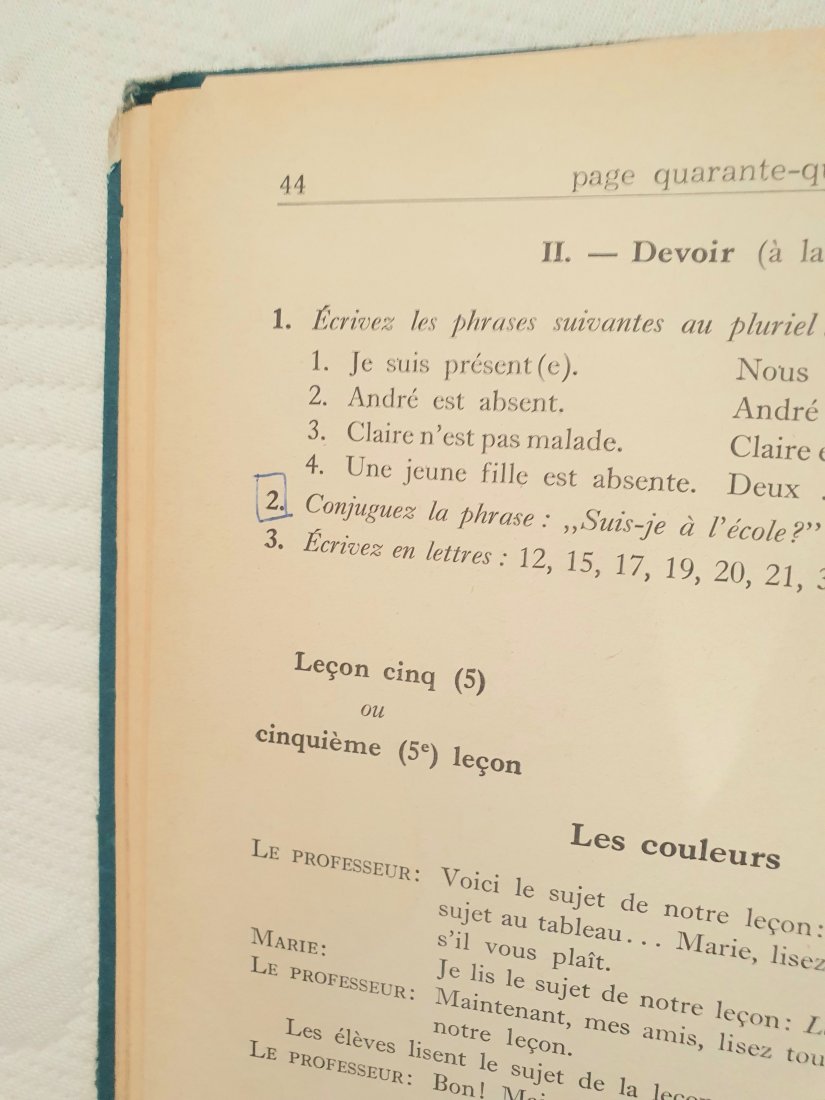 44 page quarante-qu
II. — Devoir (à la
1. Écrivez les phrases suivantes au pluriel
1. Je suis présent(e). Nous
2. André est absent. André
3. Claire n'est pas malade. Claire e
4. Une jeune fille est absente. Deux .
2. Conjuguez la phrase : „Suis-je à l'école?"
3. Écrivez en lettres : 12, 15, 17, 19, 20, 21, 3
Leçon cinq (5)
ou
cinquième (5e) leçon
Les couleurs
LE PROFESSEUR: Voici le sujet de notre leçon:
sujet au tableau... Marie, lisez
s'il vous plaît.
MARIE: Je lis le sujet de notre leçon: L
LE PROFESSEUR: Maintenant, mes amis, lisez tou
notre leçon.
Les élèves lisent le sujet de la leçon
LE PROFESSEUR: Bon!